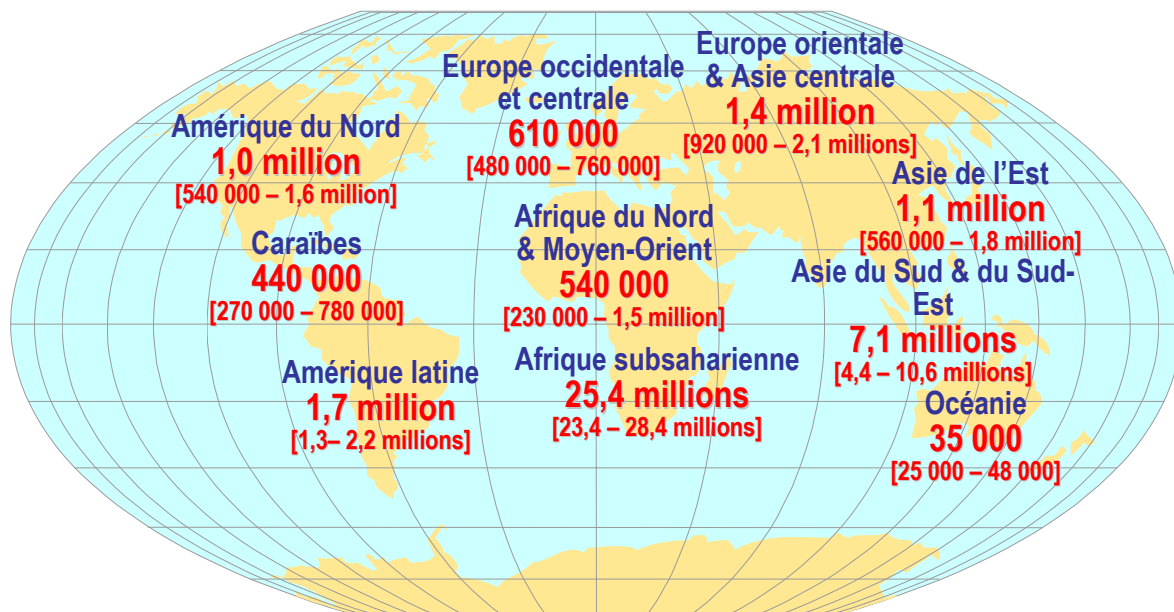 Amérique du Nord
1,0 million
[540 000 – 1,6 million]
Caraïbes
440 000
[270 000 – 780 000]
Amérique latine
1,7 million
[1,3– 2,2 millions]
Europe occidentale
et centrale
610 000
[480 000 – 760 000]
Afrique du Nord
& Moyen-Orient
540 000
[230 000 – 1,5 million]
Afrique subsaharienne
25,4 millions
[23,4 – 28,4 millions]
Europe orientale
& Asie centrale
1,4 million
[920 000 – 2,1 millions]
Asie de l’Est
1,1 million
[560 000 – 1,8 million]
Asie du Sud & du Sud-
Est
7,1 millions
[4,4 – 10,6 millions]
Océanie
35 000
[25 000 – 48 000]